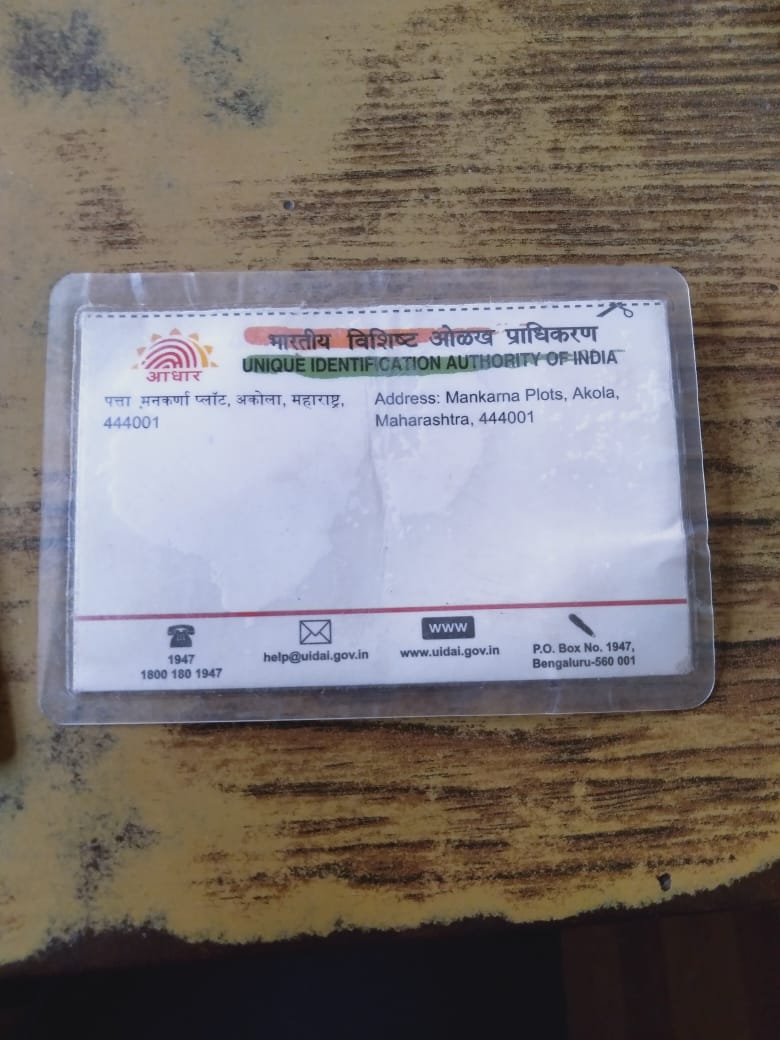 भारतीय विशिष्ट ओळख प्राधिकरण
UNIQUE IDENTIFICATION AUTHORITY OF INDIA
आधार
पत्ता मनकर्णा प्लॉट, अकोला, महाराष्ट्र,
444001
Address: Mankarna Plots, Akola,
Maharashtra, 444001
1947
1800 180 1947
help@uidai.gov.in
WWW
www.uidai.gov.in
P.O. Box No. 1947,
Bengaluru-560 001